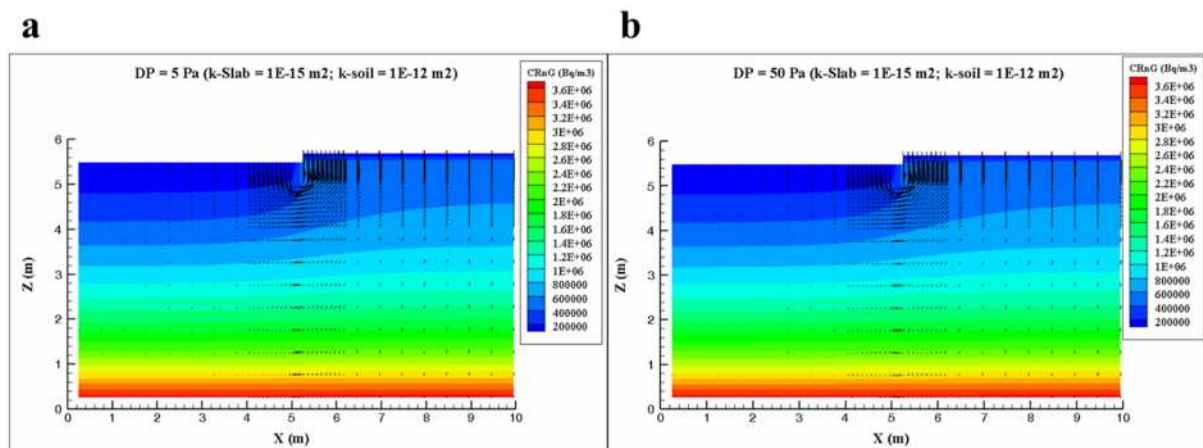 a
DP = 5 Pa (k-Slab = 1E-15 m2; k-soil = 1E-12 m2)
CRnG (Bq/m3)
3.6E+06
3.4E+06
3.2E+06
3E+06
2.8E+06
2.6E+06
2.4E+06
2.2E+06
2E+06
1.8E+06
1.6E+06
1.4E+06
1.2E+06
1E+06
800000
600000
400000
200000
Z (m)
6
5
4
3
2
1
0
0 1 2 3 4 5 6 7 8 9 10
X (m)
b
DP = 50 Pa (k-Slab = 1E-15 m2; k-soil = 1E-12 m2)
CRnG (Bq/m3)
3.6E+06
3.4E+06
3.2E+06
3E+06
2.8E+06
2.6E+06
2.4E+06
2.2E+06
2E+06
1.8E+06
1.6E+06
1.4E+06
1.2E+06
1E+06
800000
600000
400000
200000
Z (m)
6
5
4
3
2
1
0
0 1 2 3 4 5 6 7 8 9 10
X (m)